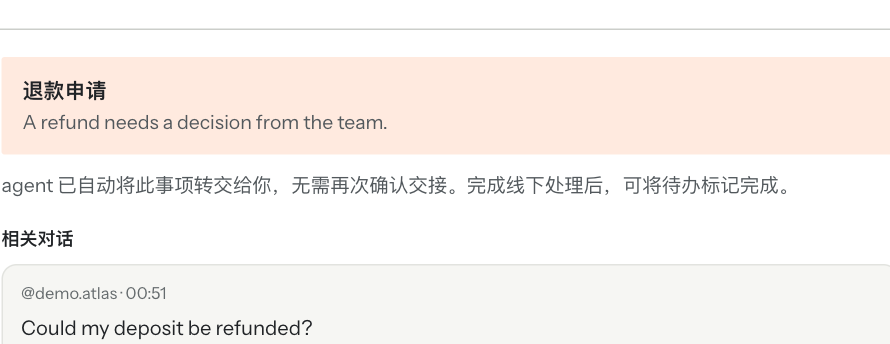 退款申请
A refund needs a decision from the team.
agent 已自动将此事项转交给你，无需再次确认交接。完成线下处理后，可将待办标记完成。
相关对话
@demo.atlas · 00:51
Could my deposit be refunded?